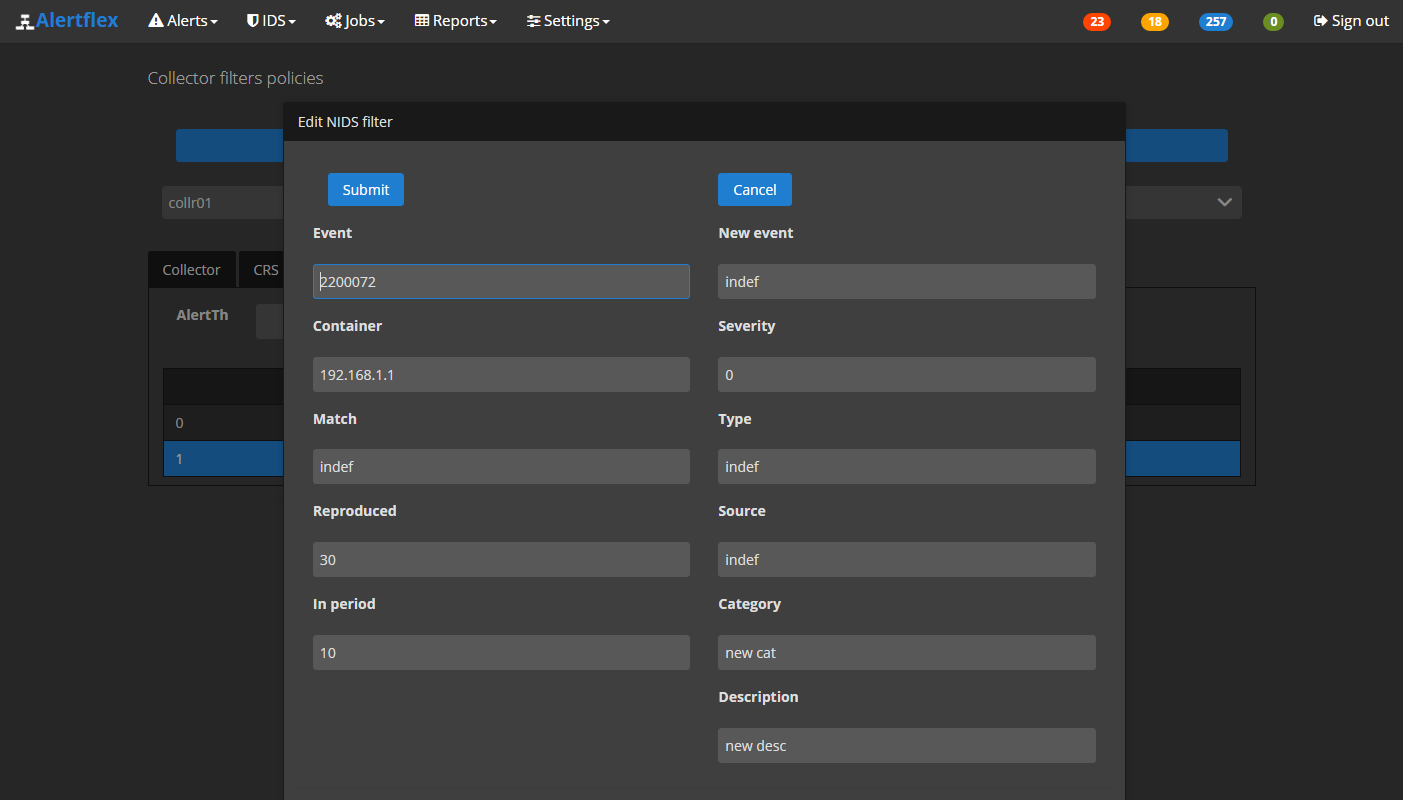 Alertflex Alerts IDS Jobs Reports Settings 23 18 257 0 Sign out
Collector filters policies
Edit NIDS filter
Submit Cancel
collr01
Event New event
2200072 indef
Collector CRS
AlertTh
Container Severity
192.168.1.1 0
Match Type
0
1
indef indef
Reproduced Source
30 indef
In period Category
10 new cat
Description
new desc